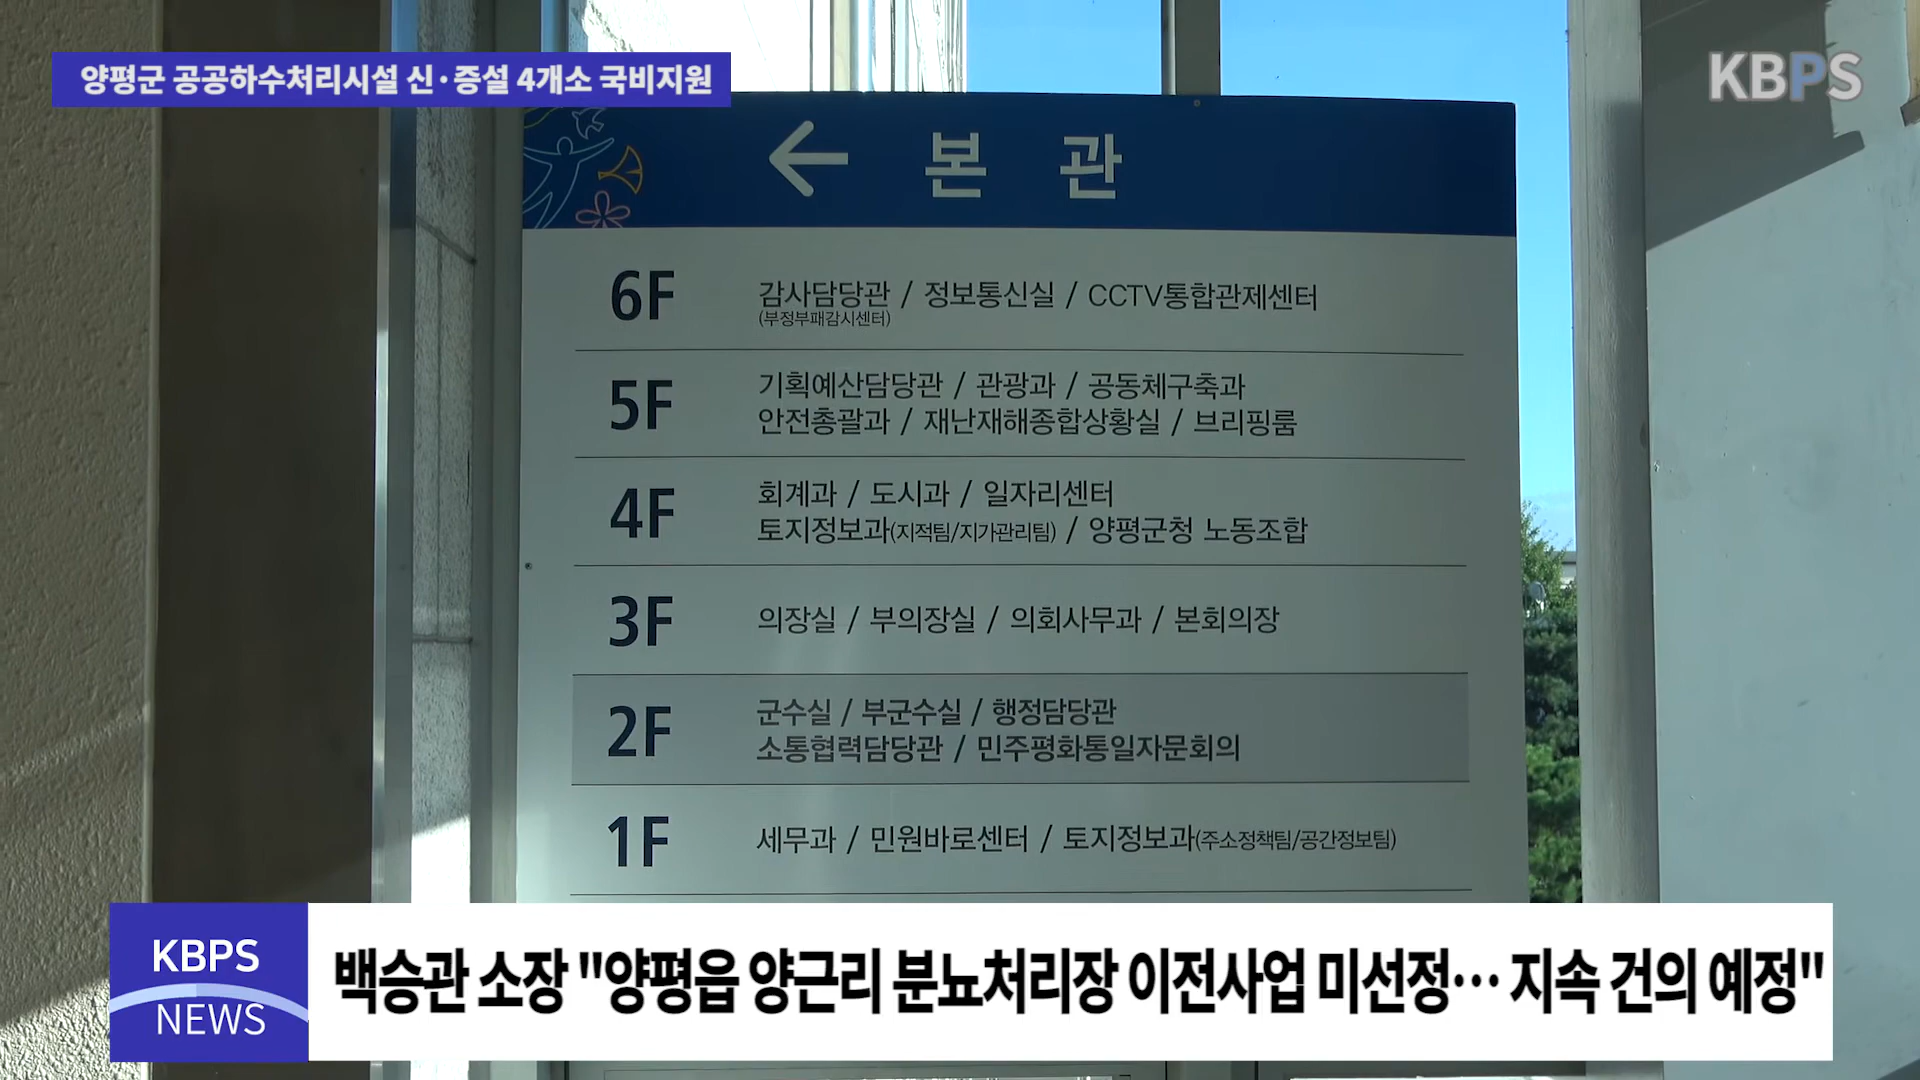 양평군 공공하수처리시설 신·증설 4개소 국비지원
KBPS
← 본 관
6F 감사담당관 / 정보통신실 / CCTV통합관제센터
(부정부패감시센터)
5F 기획예산담당관 / 관광과 / 공동체구축과
안전총괄과 / 재난재해종합상황실 / 브리핑룸
4F 회계과 / 도시과 / 일자리센터
토지정보과(지적팀/지가관리팀) / 양평군청 노동조합
3F 의장실 / 부의장실 / 의회사무과 / 본회의장
2F 군수실 / 부군수실 / 행정담당관
소통협력담당관 / 민주평화통일자문회의
1F 세무과 / 민원바로센터 / 토지정보과(주소정책팀/공간정보팀)
KBPS
NEWS
백승관 소장 "양평읍 양근리 분뇨처리장 이전사업 미선정… 지속 건의 예정"